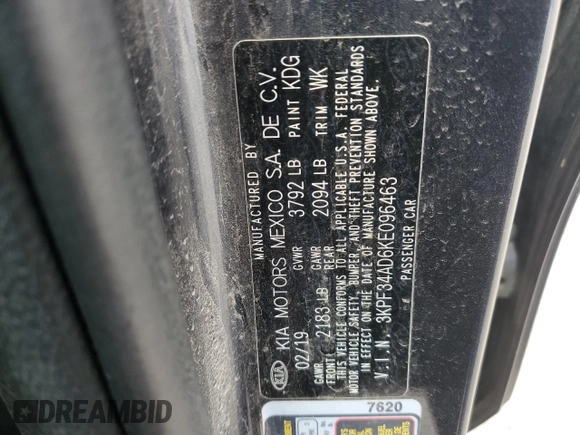 MANUFACTURED BY
KIA KIA MOTORS MEXICO S.A. DE C.V.
02/19 GVWR 3792 LB PAINT KDG
GAWR FRONT 2183 LB GAWR REAR 2094 LB TRIM WK
THIS VEHICLE CONFORMS TO ALL APPLICABLE U.S.A. FEDERAL
MOTOR VEHICLE SAFETY, BUMPER, AND THEFT PREVENTION STANDARDS
IN EFFECT ON THE DATE OF MANUFACTURE SHOWN ABOVE.
V.I.N. 3KPF34AD6KE096463
PASSENGER CAR
7620
DREAMBID